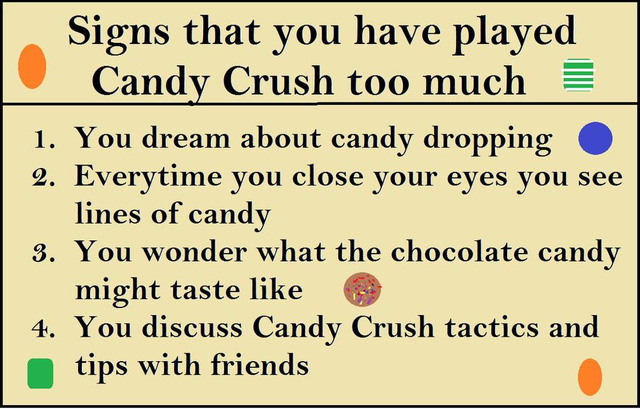 Signs that you have played
Candy Crush too much
1. You dream about candy dropping
2. Everytime you close your eyes you see
lines of candy
3. You wonder what the chocolate candy
might taste like
4. You discuss Candy Crush tactics and
tips with friends